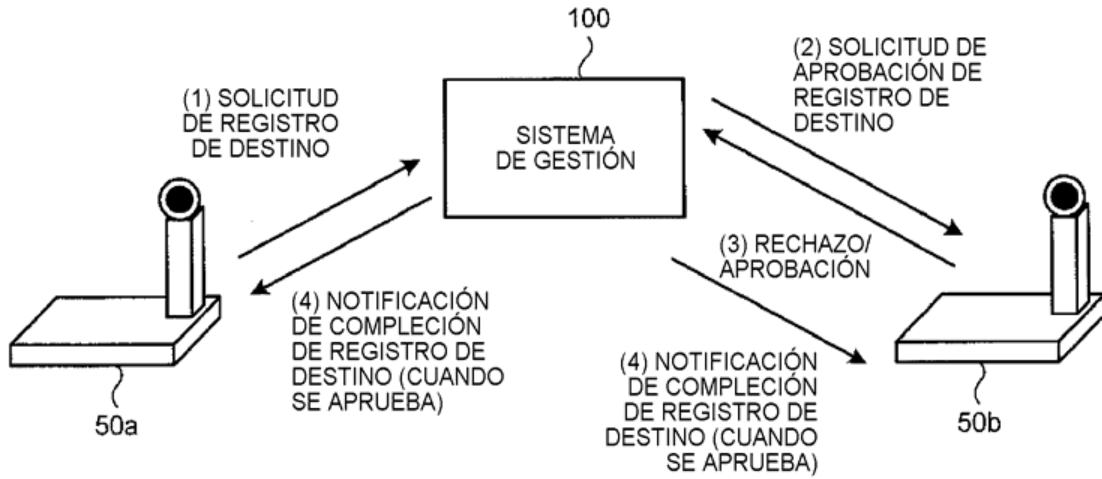 100
(1) SOLICITUD
DE REGISTRO
DE DESTINO
SISTEMA
DE GESTIÓN
(2) SOLICITUD DE
APROBACIÓN DE
REGISTRO DE
DESTINO
(3) RECHAZO/
APROBACIÓN
(4) NOTIFICACIÓN
DE COMPLECIÓN
DE REGISTRO DE
DESTINO (CUANDO
SE APRUEBA)
(4) NOTIFICACIÓN
DE COMPLECIÓN
DE REGISTRO DE
DESTINO (CUANDO
SE APRUEBA)
50a
50b